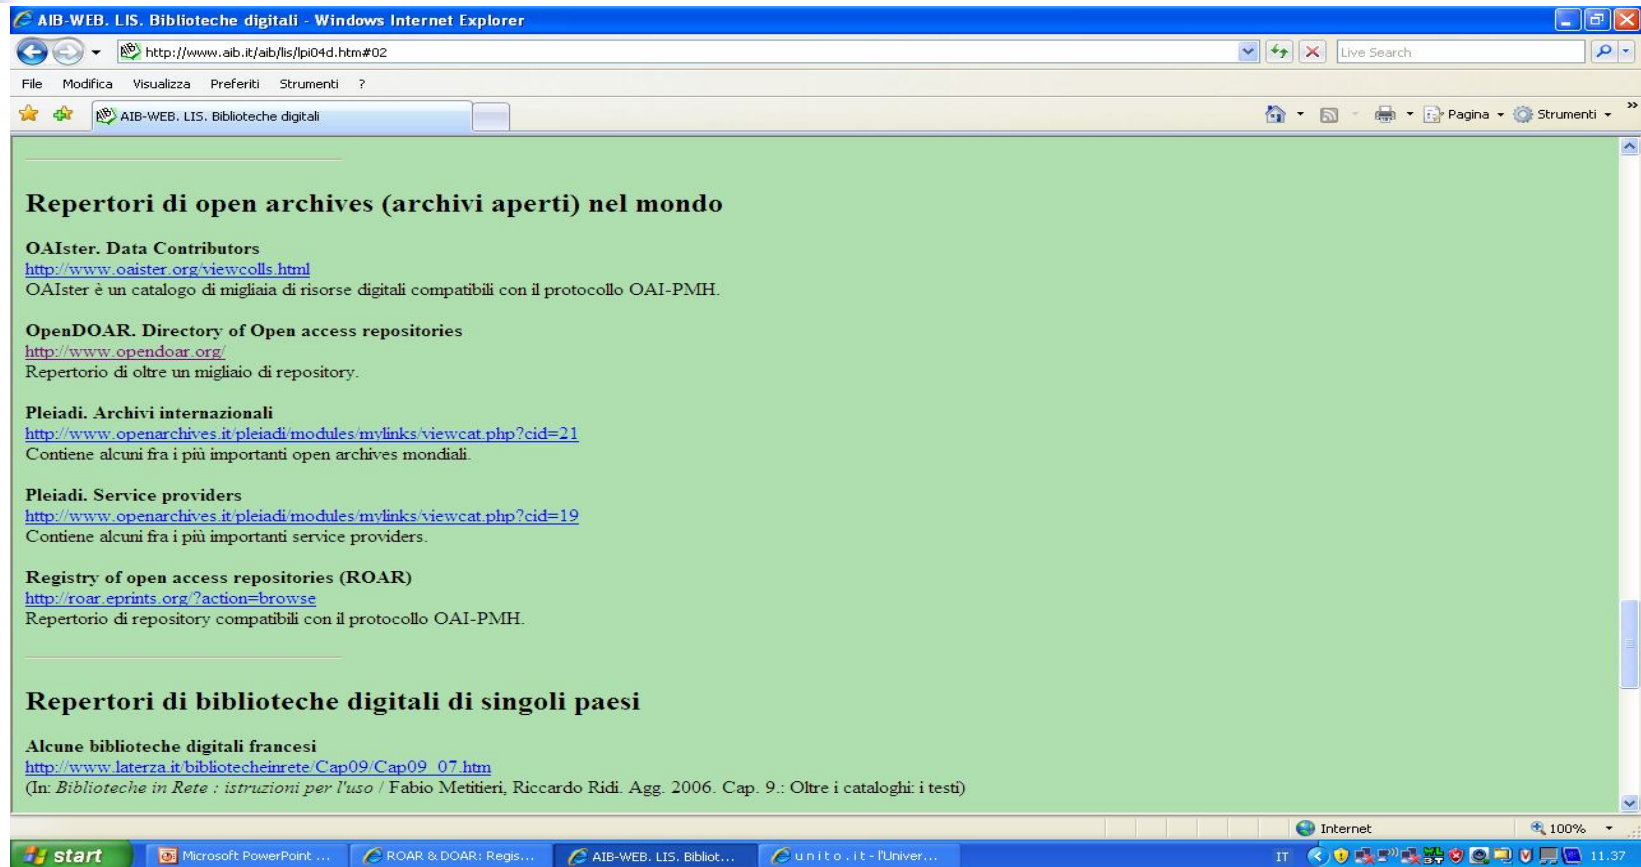 AIB-WEB. LIS. Biblioteche digitali - Windows Internet Explorer
http://www.aib.it/aib/lis/lpi04d.htm#02
Live Search
File Modifica Visualizza Preferiti Strumenti ?
AIB-WEB. LIS. Biblioteche digitali
Pagina Strumenti »
Repertori di open archives (archivi aperti) nel mondo
OAIster. Data Contributors
http://www.oaister.org/viewcolls.html
OAIster è un catalogo di migliaia di risorse digitali compatibili con il protocollo OAI-PMH.
OpenDOAR. Directory of Open access repositories
http://www.opendoar.org/
Repertorio di oltre un migliaio di repository.
Pleiadi. Archivi internazionali
http://www.openarchives.it/pleiadi/modules/mylinks/viewcat.php?cid=21
Contiene alcuni fra i più importanti open archives mondiali.
Pleiadi. Service providers
http://www.openarchives.it/pleiadi/modules/mylinks/viewcat.php?cid=19
Contiene alcuni fra i più importanti service providers.
Registry of open access repositories (ROAR)
http://roar.eprints.org/?action=browse
Repertorio di repository compatibili con il protocollo OAI-PMH.
Repertori di biblioteche digitali di singoli paesi
Alcune biblioteche digitali francesi
http://www.laterza.it/bibliotecheinrete/Cap09/Cap09_07.htm
(In: Biblioteche in Rete : istruzioni per l'uso / Fabio Metitieri, Riccardo Ridi. Agg. 2006. Cap. 9.: Oltre i cataloghi: i testi)
Internet 100%
start Microsoft PowerPoint ... ROAR & DOAR: Regis... AIB-WEB. LIS. Bibliot... u n i t o . i t - l'Univer... IT 11.37